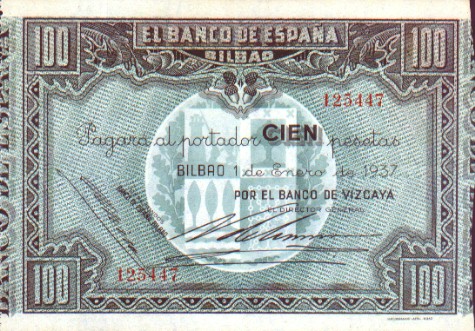 100 EL BANCO DE ESPAÑA 100
BILBAO
125447
Pagará al portador CIEN pesetas
BILBAO 1 de Enero de 1937
POR EL BANCO DE VIZCAYA
EL DIRECTOR GENERAL
125447
100 100